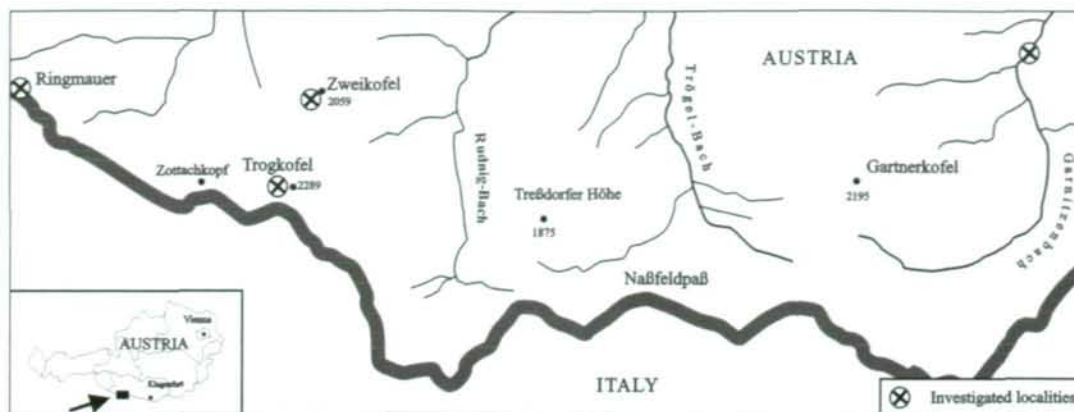 AUSTRIA
Ringmauer
Zweikofel
2059
Trögel-Bach
Rudnig-Bach
Zottachkopf
Trogkofel
2289
Gartnerkofel
2195
Garnitzenbach
Treßdorfer Höhe
1875
Naßfeldpaß
Vienna
AUSTRIA
Klagenfurt
ITALY
Investigated localities